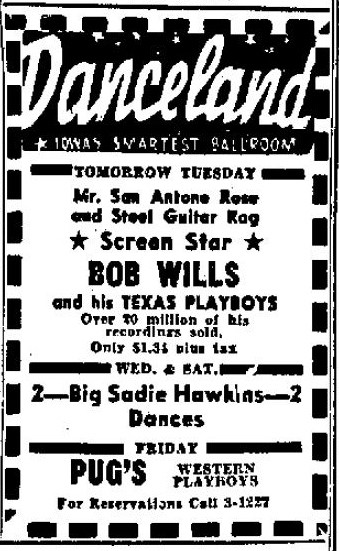 Danceland
★ IOWAS SMARTEST BALLROOM
TOMORROW TUESDAY
Mr. San Antone Rose
and Steel Guitar Rag
★ Screen Star ★
BOB WILLS
and his TEXAS PLAYBOYS
Over 20 million of his
recordings sold.
Only $1.34 plus tax
WED. & SAT.
2—Big Sadie Hawkins—2
Dances
FRIDAY
PUG'S WESTERN
PLAYBOYS
For Reservations Call 3-1227